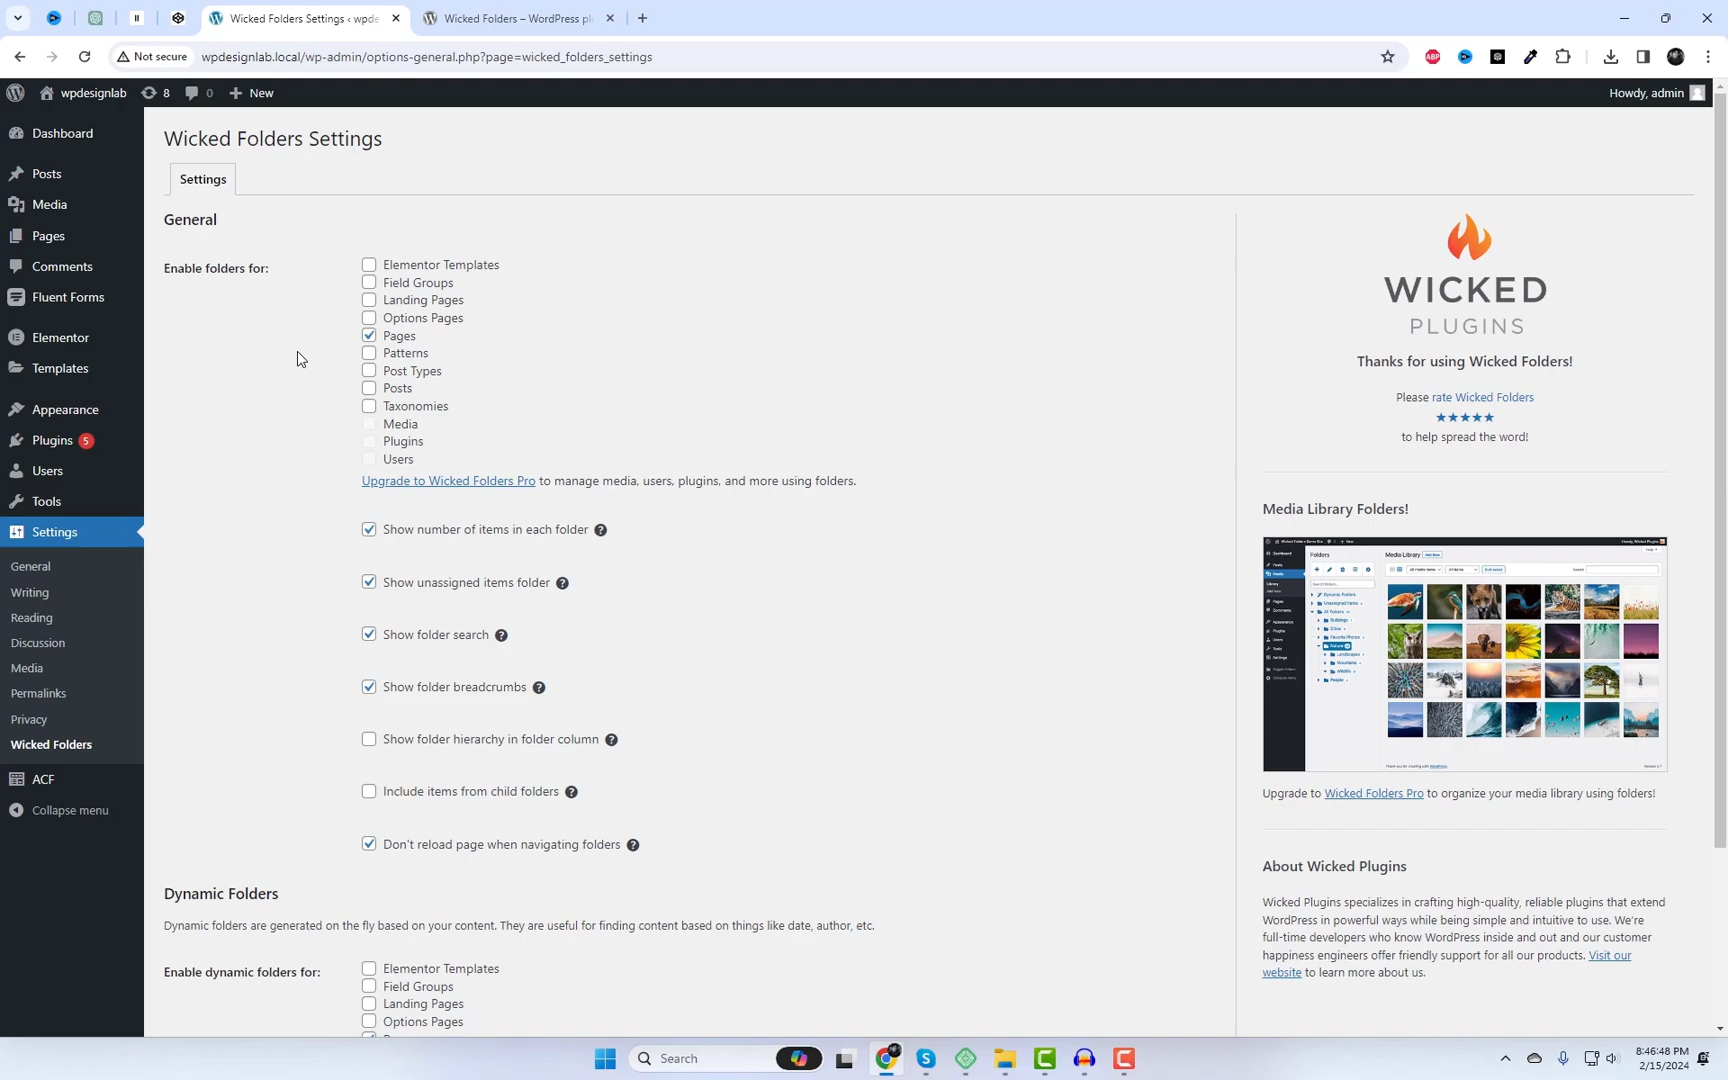 Wicked Folders Settings ‹ wpde
Wicked Folders – WordPress pl
Not secure
wpdesignlab.local/wp-admin/options-general.php?page=wicked_folders_settings
wpdesignlab
8
0
New
Howdy, admin
Dashboard
Posts
Media
Pages
Comments
Fluent Forms
Elementor
Templates
Appearance
Plugins 5
Users
Tools
Settings
General
Writing
Reading
Discussion
Media
Permalinks
Privacy
Wicked Folders
ACF
Collapse menu
Wicked Folders Settings
Settings
General
Enable folders for:
Elementor Templates
Field Groups
Landing Pages
Options Pages
Pages
Patterns
Post Types
Posts
Taxonomies
Media
Plugins
Users
Upgrade to Wicked Folders Pro to manage media, users, plugins, and more using folders.
Show number of items in each folder ?
Show unassigned items folder ?
Show folder search ?
Show folder breadcrumbs ?
Show folder hierarchy in folder column ?
Include items from child folders ?
Don't reload page when navigating folders ?
Dynamic Folders
Dynamic folders are generated on the fly based on your content. They are useful for finding content based on things like date, author, etc.
Enable dynamic folders for:
Elementor Templates
Field Groups
Landing Pages
Options Pages
WICKED
PLUGINS
Thanks for using Wicked Folders!
Please rate Wicked Folders
★★★★★
to help spread the word!
Media Library Folders!
Folders
Media Library
Upgrade to Wicked Folders Pro to organize your media library using folders!
About Wicked Plugins
Wicked Plugins specializes in crafting high-quality, reliable plugins that extend
WordPress in powerful ways while being simple and intuitive to use. We're
full-time developers who know WordPress inside and out and our customer
happiness engineers offer friendly support for all our products. Visit our
website to learn more about us.
Search
8:46:48 PM
2/15/2024